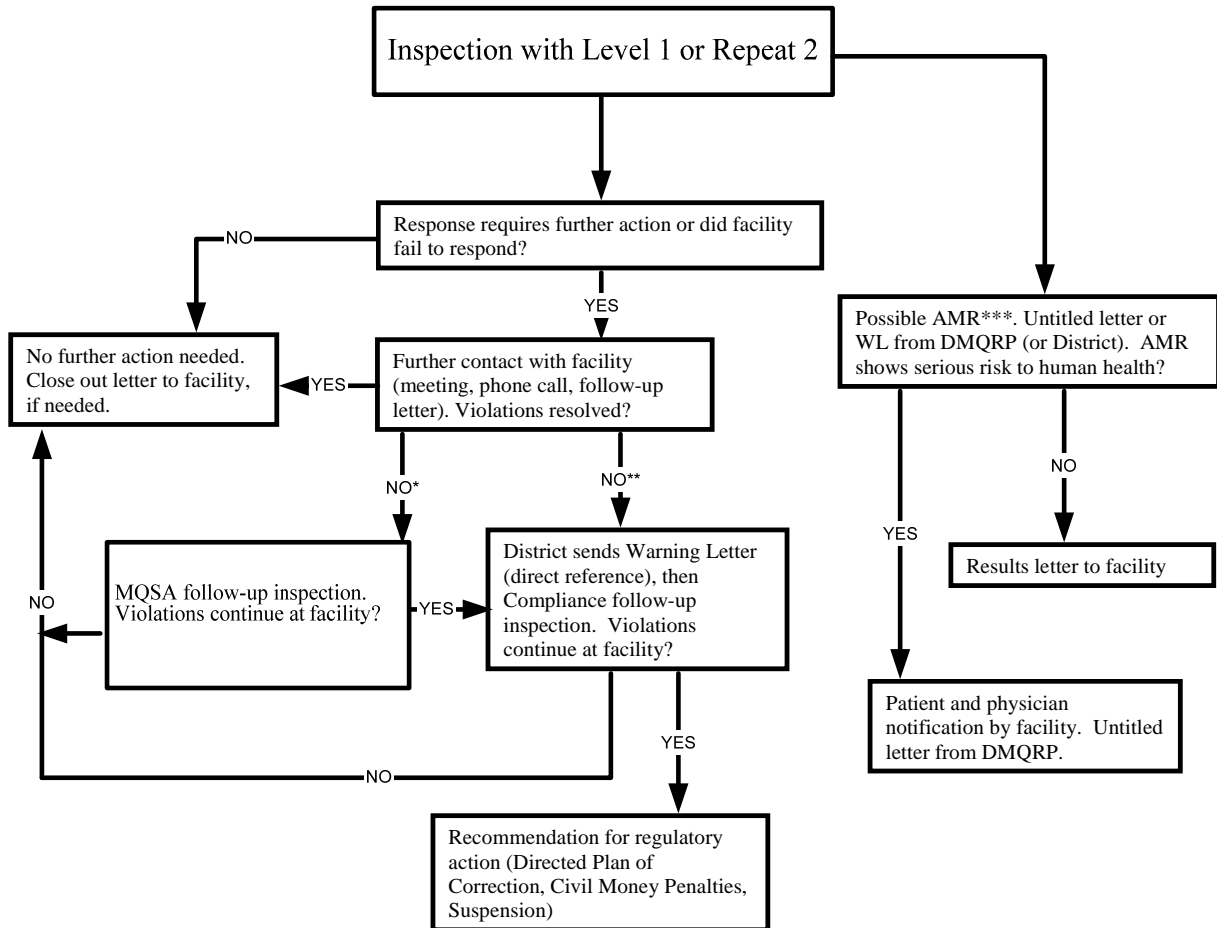 Inspection with Level 1 or Repeat 2
Response requires further action or did facility
fail to respond?
NO
YES
Possible AMR***. Untitled letter or
WL from DMQRP (or District).  AMR
shows serious risk to human health?
No further action needed.
Close out letter to facility,
if needed.
YES
Further contact with facility
(meeting, phone call, follow-up
letter). Violations resolved?
NO*
NO**
NO
YES
MQSA follow-up inspection.
Violations continue at facility?
NO
YES
District sends Warning Letter
(direct reference), then
Compliance follow-up
inspection.  Violations
continue at facility?
Results letter to facility
Patient and physician
notification by facility.  Untitled
letter from DMQRP.
NO
YES
Recommendation for regulatory
action (Directed Plan of
Correction, Civil Money Penalties,
Suspension)